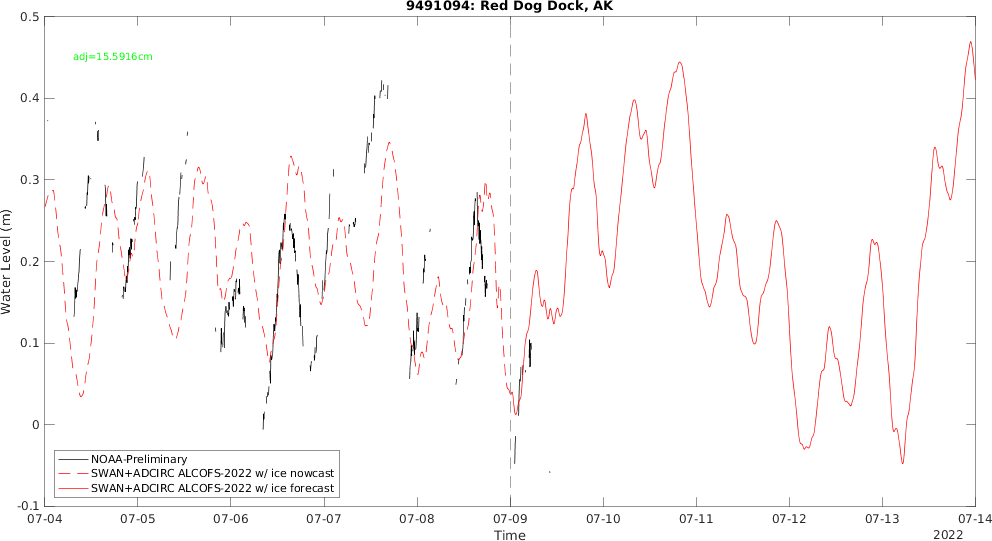 9491094: Red Dog Dock, AK
adj=15.5916cm
0.5
0.4
0.3
0.2
0.1
0
-0.1
Water Level (m)
NOAA-Preliminary
SWAN+ADCIRC ALCOFS-2022 w/ ice nowcast
SWAN+ADCIRC ALCOFS-2022 w/ ice forecast
07-04 07-05 07-06 07-07 07-08 07-09 07-10 07-11 07-12 07-13 07-14
Time
2022